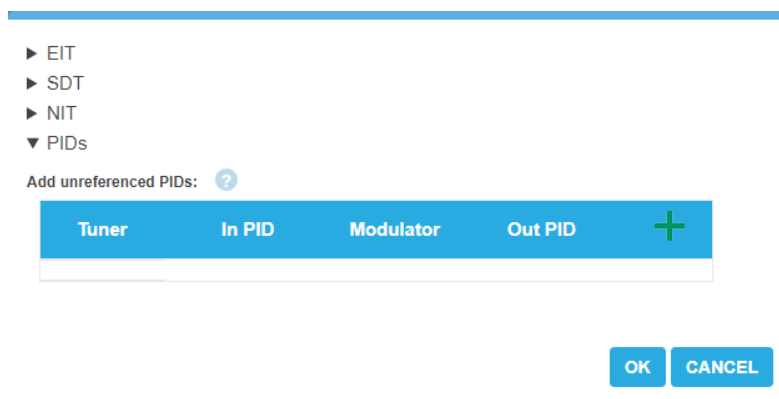 EIT
SDT
NIT
PIDs
Add unreferenced PIDs: ?
Tuner In PID Modulator Out PID
OK CANCEL